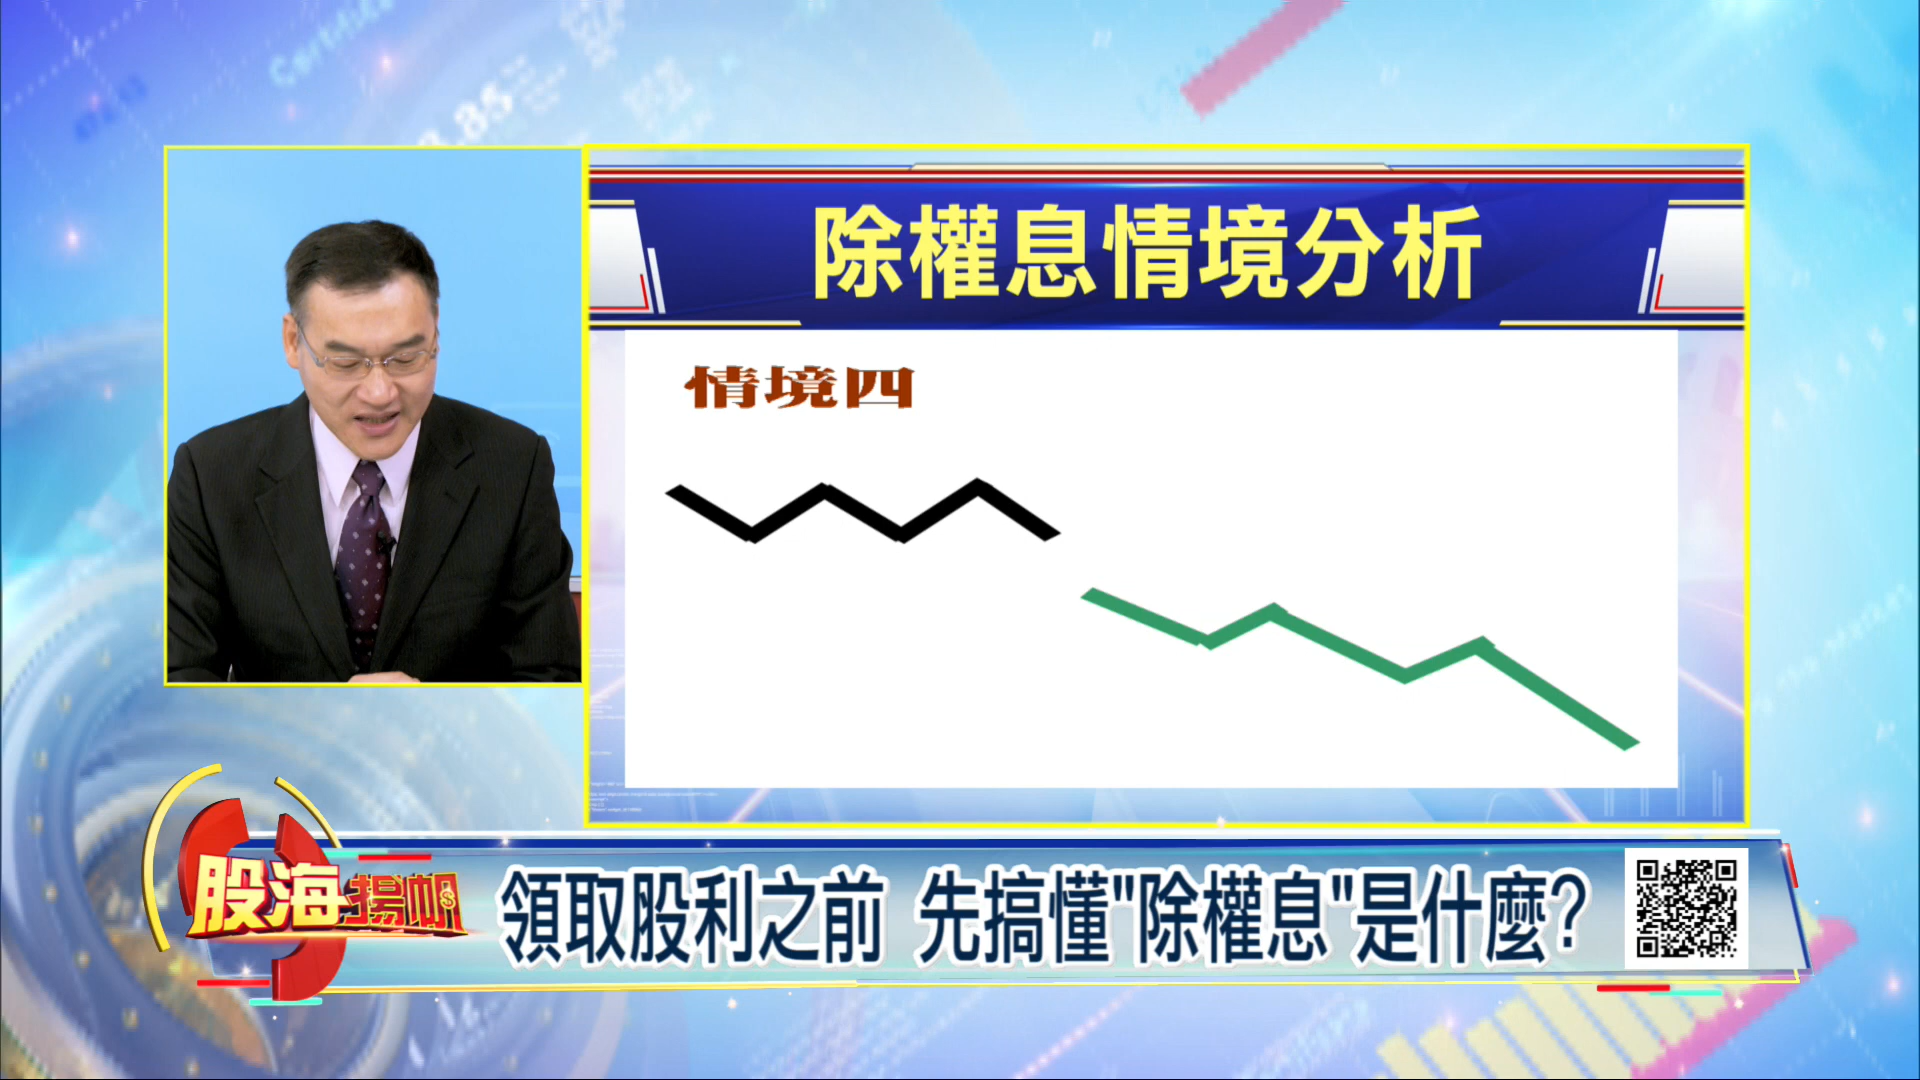 除權息情境分析
情境四
股海揚帆
領取股利之前 先搞懂"除權息"是什麼?